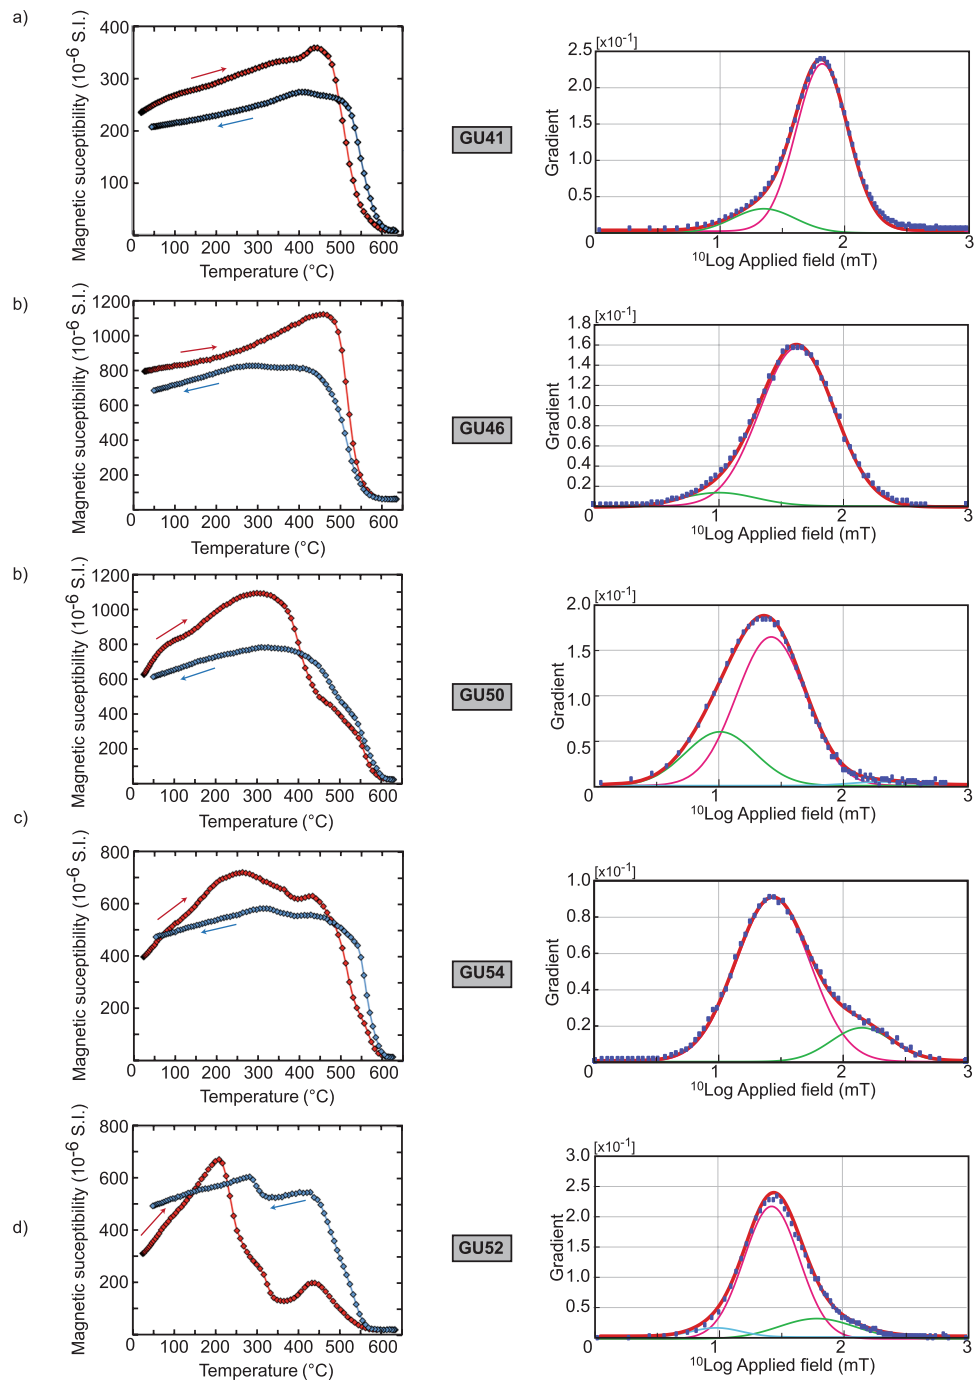 a)
Magnetic suceptibility (10-6 S.I.)
400
300
200
100
0 100 200 300 400 500 600
Temperature (°C)
GU41
[x10-1]
Gradient
2.5
2.0
1.5
1.0
0.5
0 1 2 3
10Log Applied field (mT)
b)
Magnetic suceptibility (10-6 S.I.)
1200
1000
800
600
400
200
0 100 200 300 400 500 600
Temperature (°C)
GU46
[x10-1]
Gradient
1.8
1.6
1.4
1.2
1.0
0.8
0.6
0.4
0.2
0 1 2 3
10Log Applied field (mT)
b)
Magnetic suceptibility (10-6 S.I.)
1200
1000
800
600
400
200
0 100 200 300 400 500 600
Temperature (°C)
GU50
[x10-1]
Gradient
2.0
1.5
1.0
0.5
0 1 2 3
10Log Applied field (mT)
c)
Magnetic suceptibility (10-6 S.I.)
800
600
400
200
0 100 200 300 400 500 600
Temperature (°C)
GU54
[x10-1]
Gradient
1.0
0.8
0.6
0.4
0.2
0 1 2 3
10Log Applied field (mT)
d)
Magnetic suceptibility (10-6 S.I.)
800
600
400
200
0 100 200 300 400 500 600
Temperature (°C)
GU52
[x10-1]
Gradient
3.0
2.5
2.0
1.5
1.0
0.5
0 1 2 3
10Log Applied field (mT)